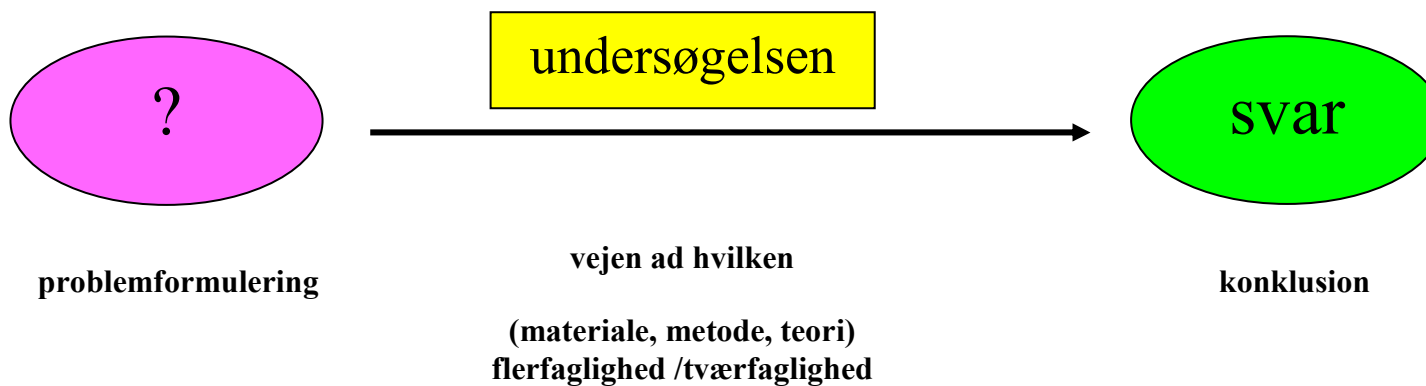 ?
undersøgelsen
svar
problemformulering
vejen ad hvilken
(materiale, metode, teori)
flerfaglighed /tværfaglighed
konklusion